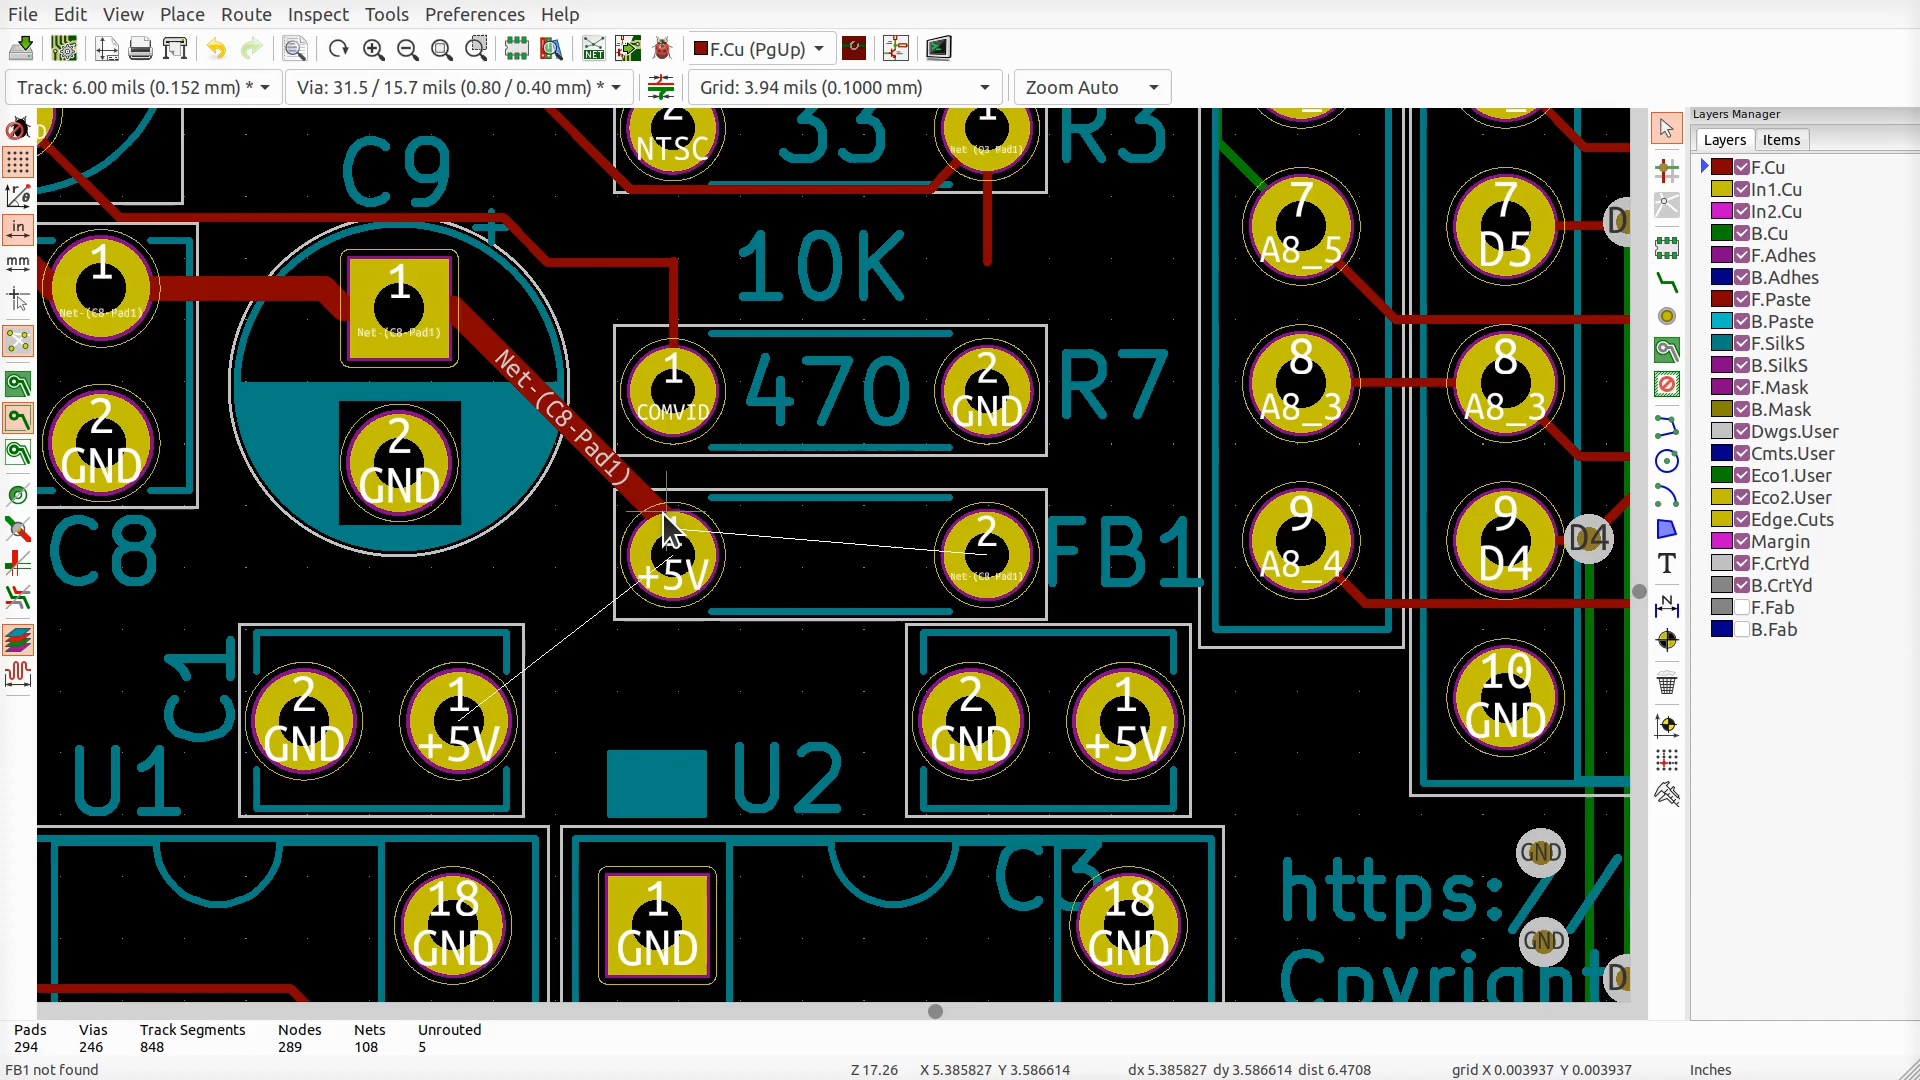 File Edit View Place Route Inspect Tools Preferences Help
F.Cu (PgUp)
Track: 6.00 mils (0.152 mm) * Via: 31.5 / 15.7 mils (0.80 / 0.40 mm) * Grid: 3.94 mils (0.1000 mm) Zoom Auto
Layers Manager
Layers Items
F.Cu
In1.Cu
In2.Cu
B.Cu
F.Adhes
B.Adhes
F.Paste
B.Paste
F.SilkS
B.SilkS
F.Mask
B.Mask
Dwgs.User
Cmts.User
Eco1.User
Eco2.User
Edge.Cuts
Margin
F.CrtYd
B.CrtYd
F.Fab
B.Fab
in
mm
C9
+
1
Net-(C8-Pad1)
2
GND
1
Net-(C8-Pad1)
2
GND
C8
Net-(C8-Pad1)
2
NTSC
33
1
Net (Q3-Pad1)
R3
10K
1
COMVID
470
2
GND
R7
+5V
2
Net-(C8-Pad1)
FB1
7
A8_5
7
D5
8
A8_3
8
A8_3
9
A8_4
9
D4
D4
10
GND
C1
2
GND
1
+5V
2
GND
1
+5V
U1
U2
18
GND
1
GND
C3
18
GND
https://
GND
GND
Pads Vias Track Segments Nodes Nets Unrouted
294 246 848 289 108 5
FB1 not found Z 17.26 X 5.385827 Y 3.586614 dx 5.385827 dy 3.586614 dist 6.4708 grid X 0.003937 Y 0.003937 Inches